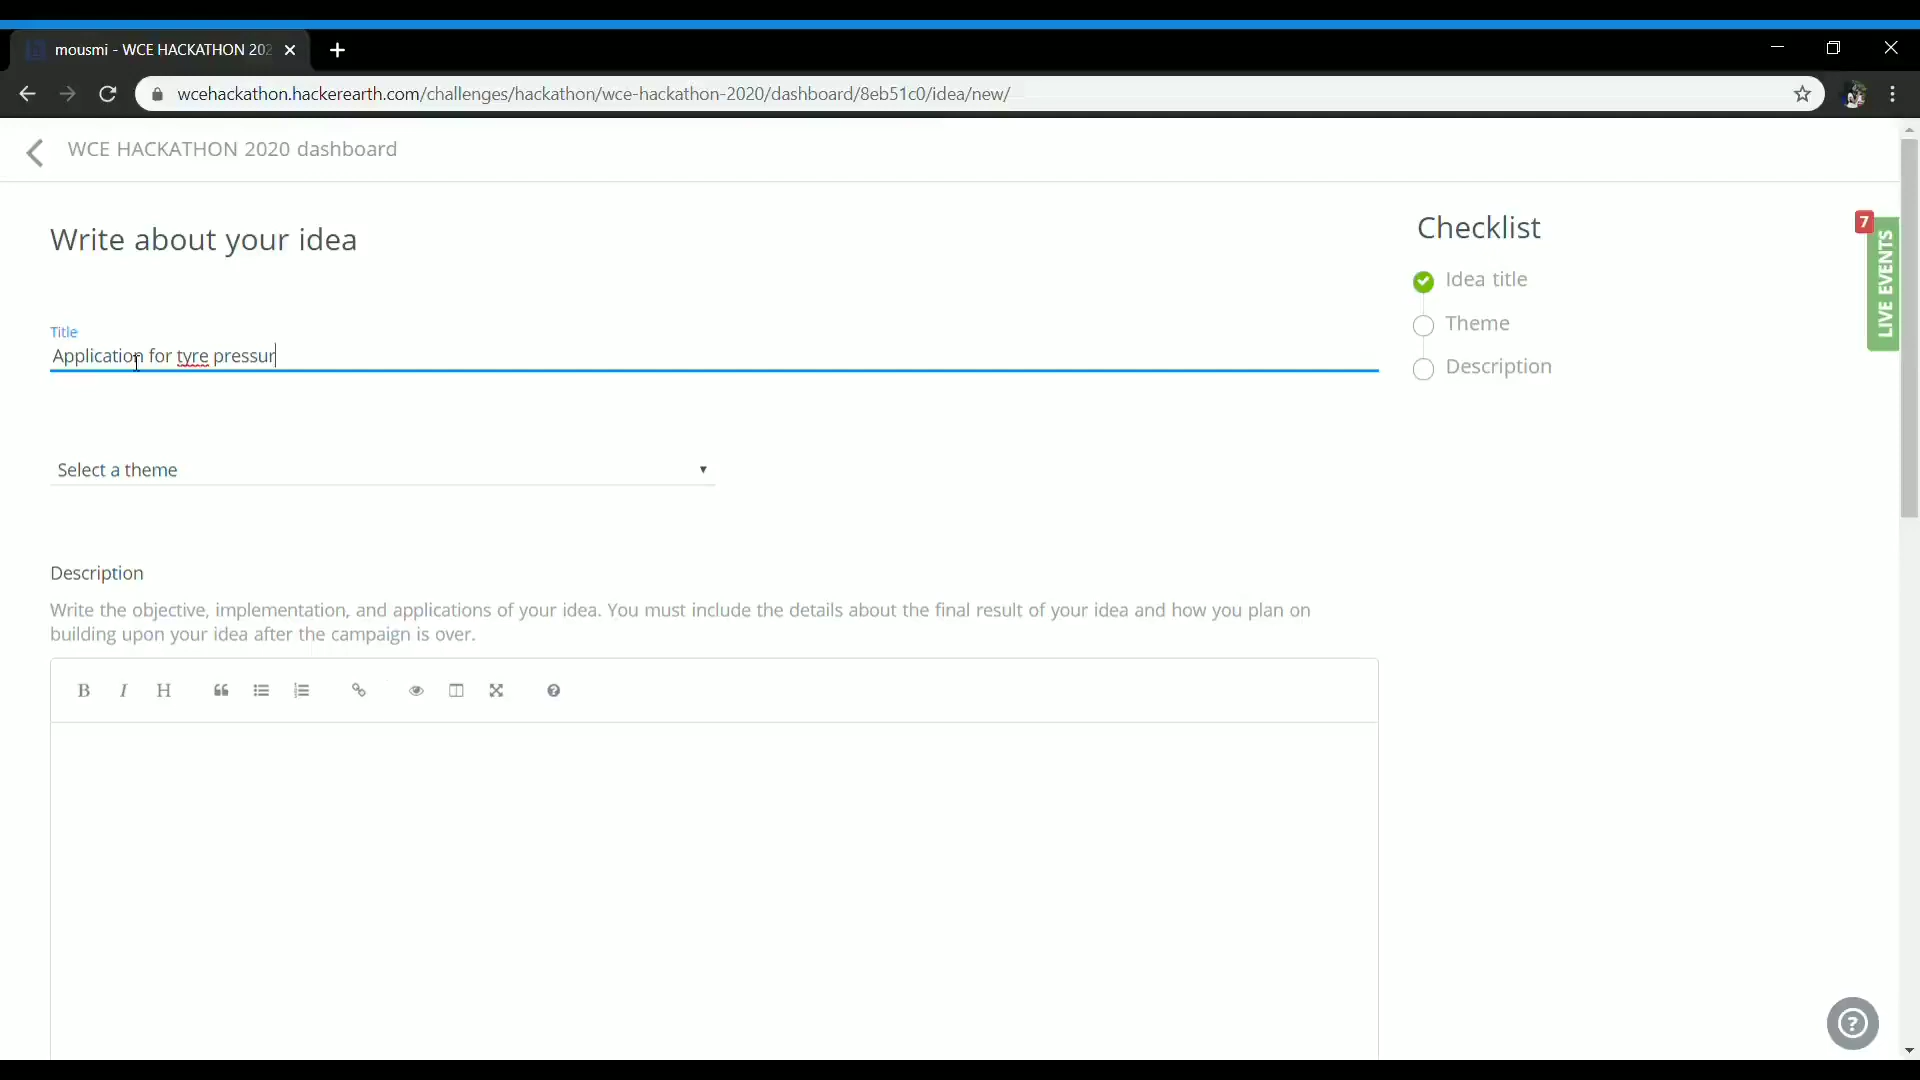 mousmi - WCE HACKATHON 202
wcehackathon.hackerearth.com/challenges/hackathon/wce-hackathon-2020/dashboard/8eb51c0/idea/new/
WCE HACKATHON 2020 dashboard
Write about your idea
Title
Application for tyre pressur
Select a theme
Description
Write the objective, implementation, and applications of your idea. You must include the details about the final result of your idea and how you plan on
building upon your idea after the campaign is over.
B I H
Checklist
Idea title
Theme
Description
7
LIVE EVENTS
?